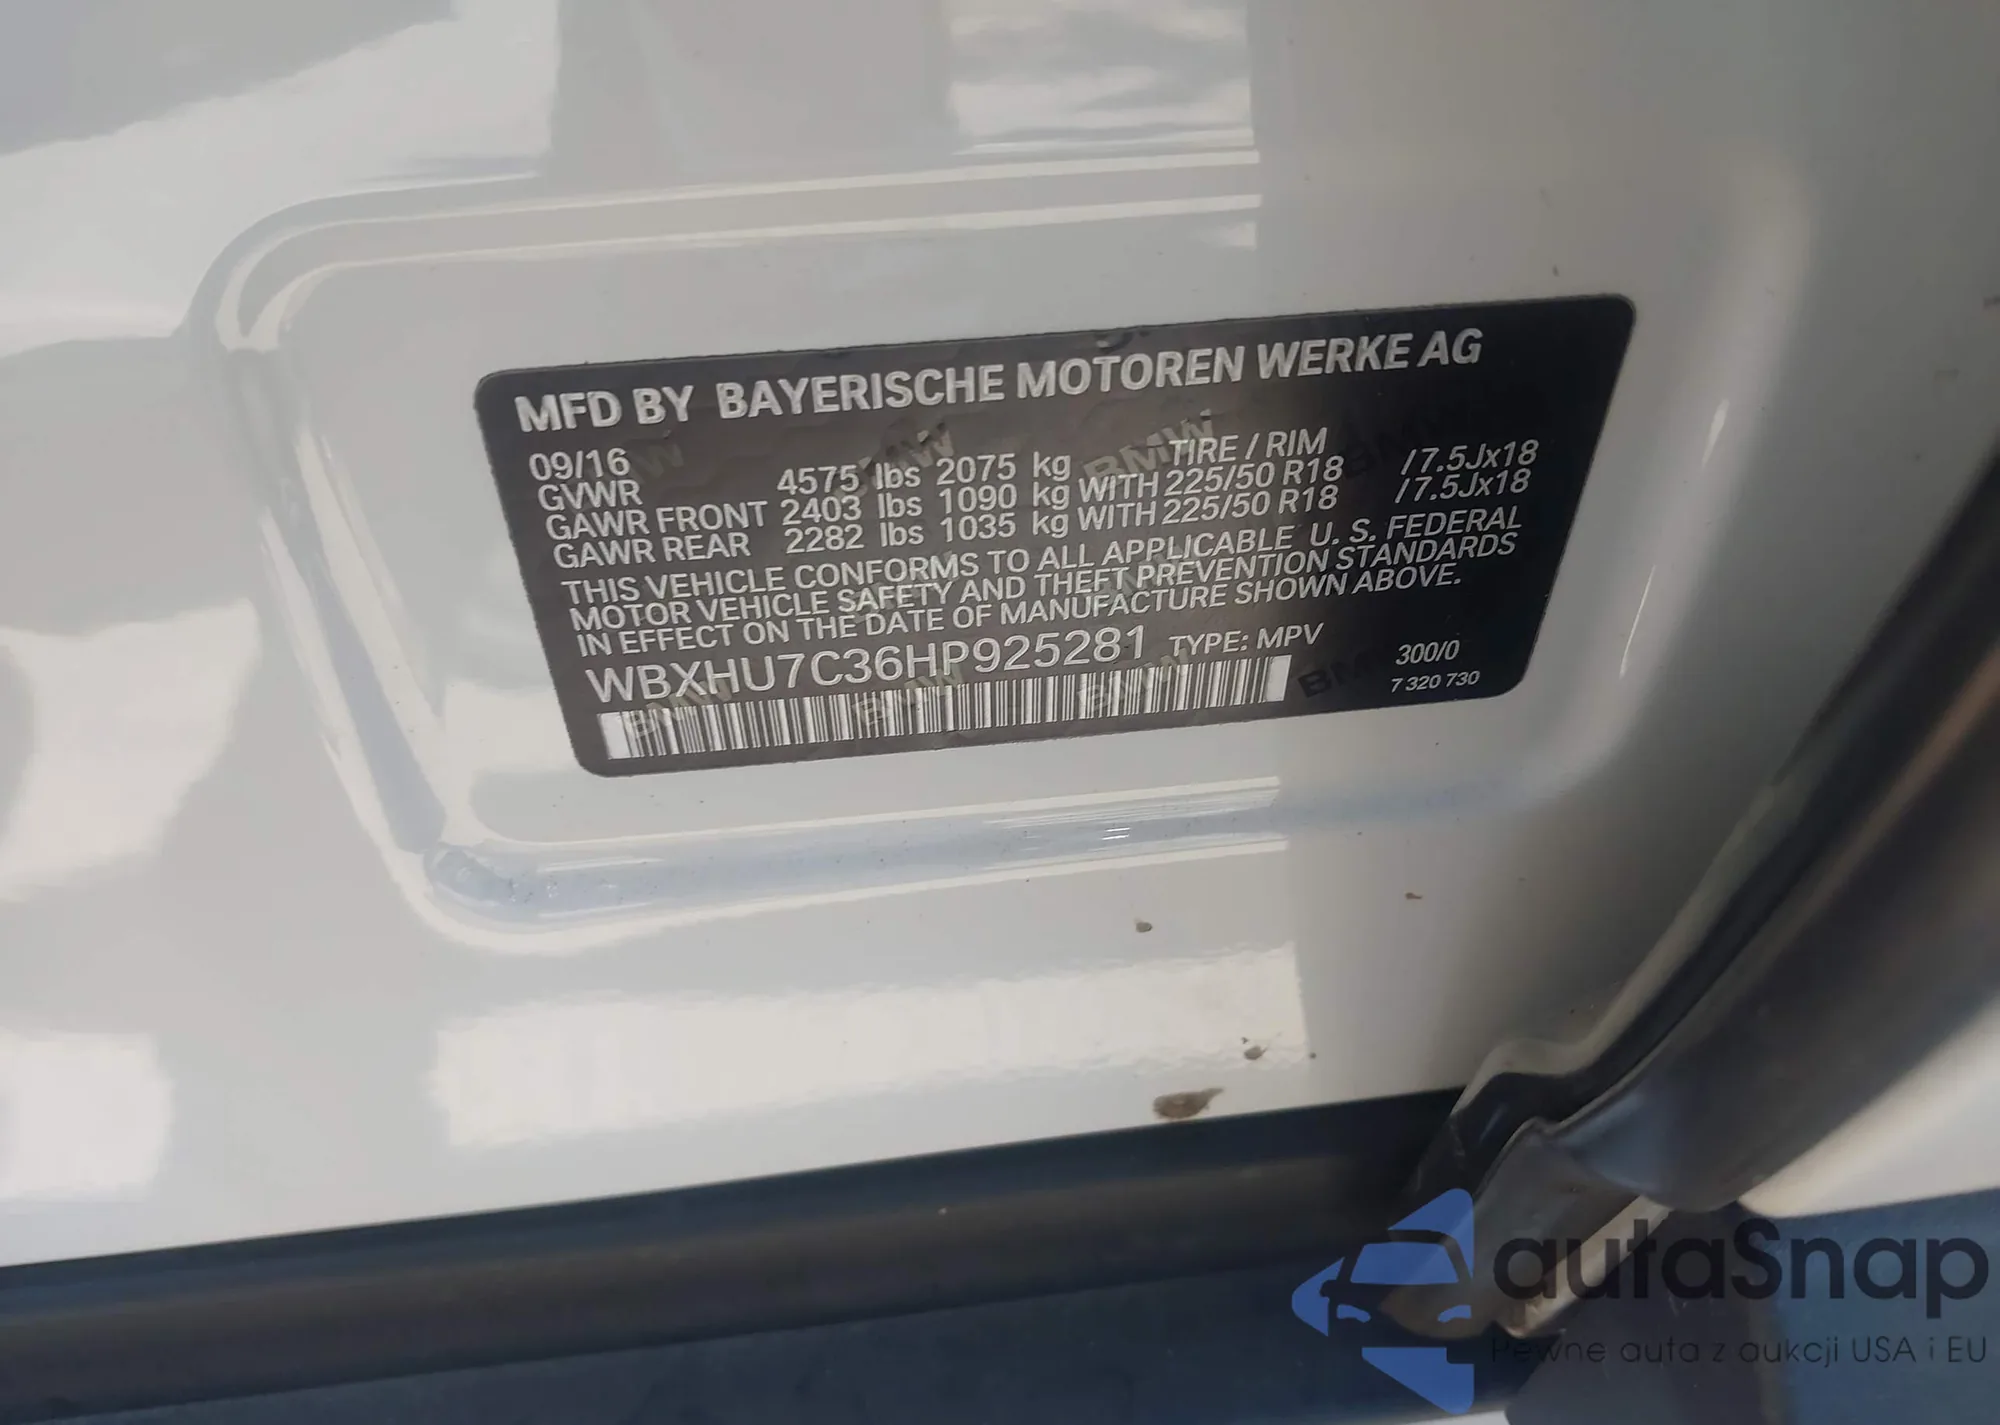 MFD BY BAYERISCHE MOTOREN WERKE AG
09/16 TIRE / RIM
GVWR 4575 lbs 2075 kg
GAWR FRONT 2403 lbs 1090 kg WITH 225/50 R18 / 7.5Jx18
GAWR REAR 2282 lbs 1035 kg WITH 225/50 R18 / 7.5Jx18
THIS VEHICLE CONFORMS TO ALL APPLICABLE U. S. FEDERAL
MOTOR VEHICLE SAFETY AND THEFT PREVENTION STANDARDS
IN EFFECT ON THE DATE OF MANUFACTURE SHOWN ABOVE.
WBXHU7C36HP925281 TYPE: MPV
300/0
7 320 730
autaSnap
Pewne auta z aukcji USA i EU